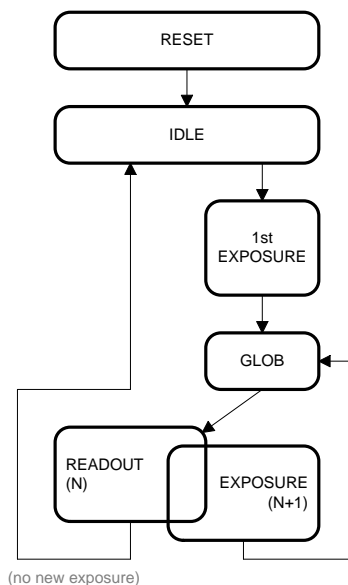 RESET
IDLE
1st
EXPOSURE
GLOB
READOUT
(N)
EXPOSURE
(N+1)
(no new exposure)